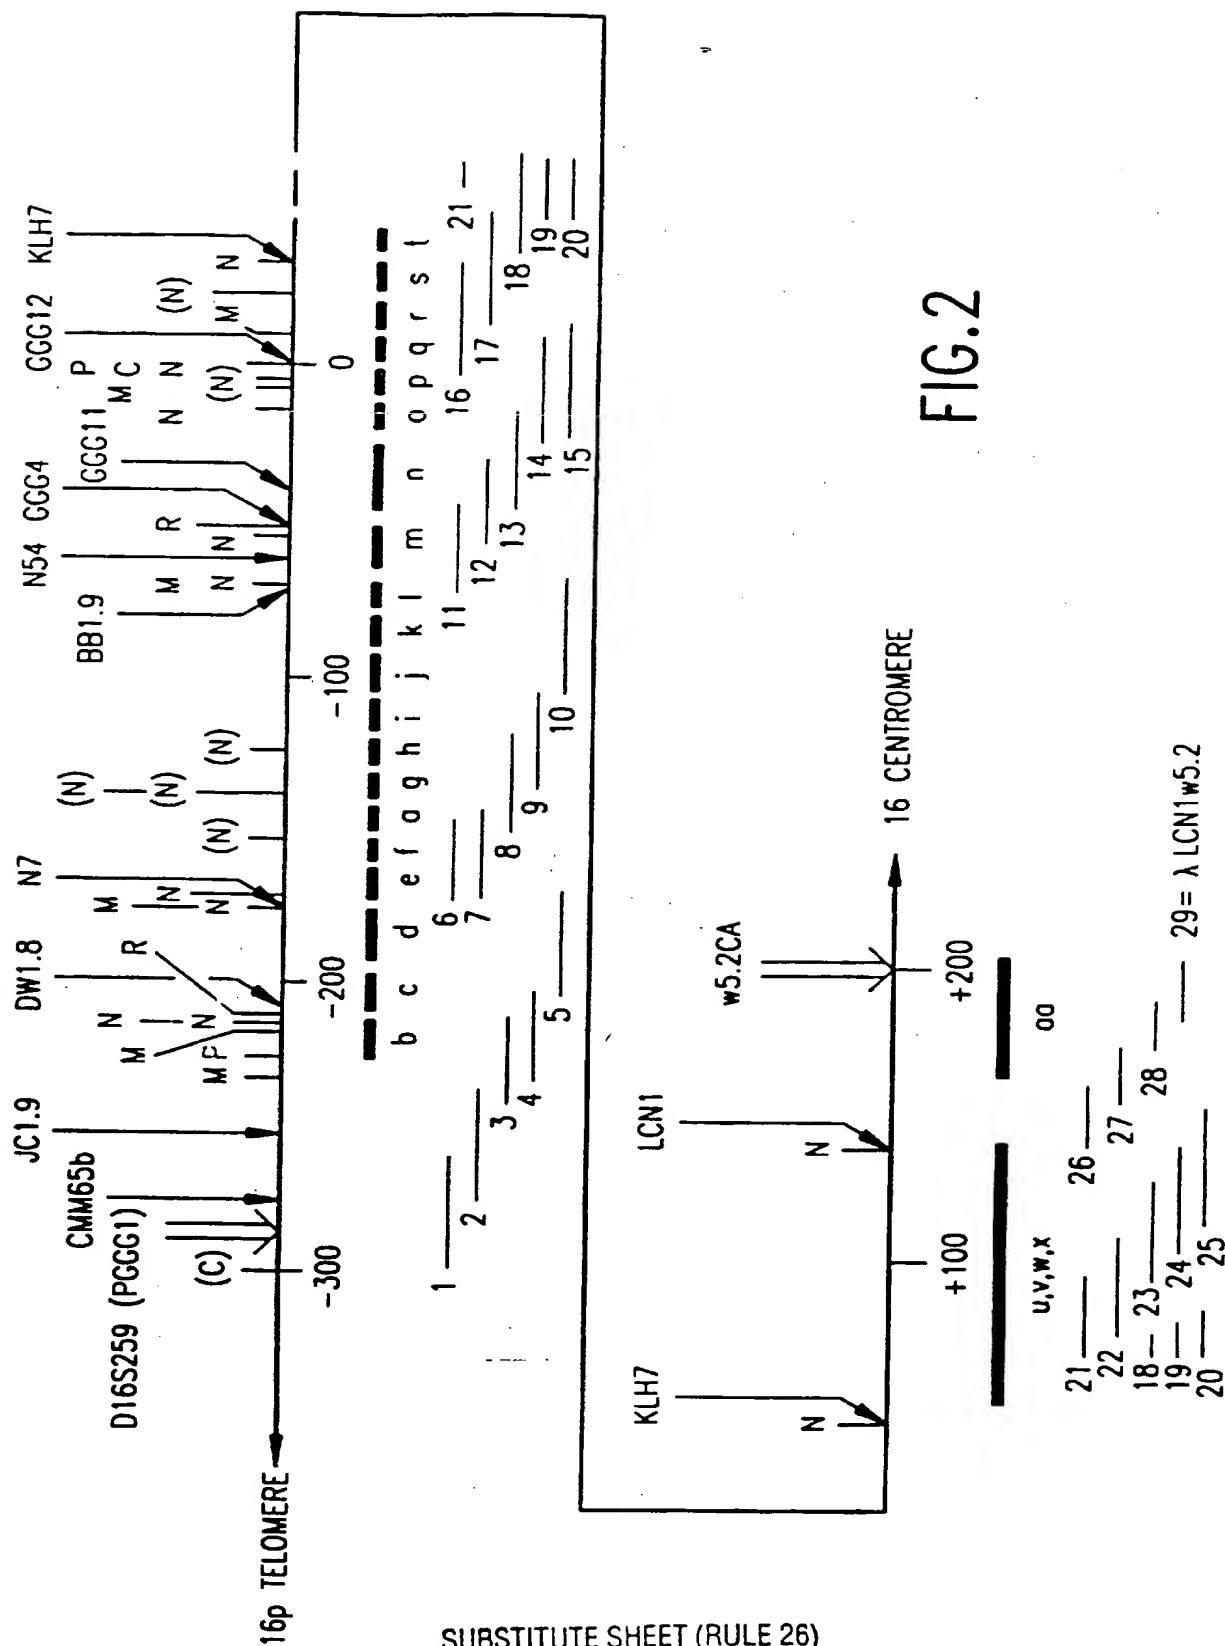 D16S259 (PGGG1)
CMM65b
JC1.9
DW1.8
N7
BB1.9
N54
GGG4
GGG11
GGG12
KLH7
(C)
M P
M
N N
R
M
N
N
(N)
(N)
(N)
(N)
M
N
N
R
N
N
(N)
M
P
C
N
M
(N)
N
16p TELOMERE
-300
-200
-100
0
b c d e f a g h i j k l m n o p q r s t
1
2
3
4
5
6
7
8
9
10
11
12
13
14
15
16
17
18
19
20
21
KLH7
LCN1
w5.2CA
N
N
16 CENTROMERE
+100
+200
u,v,w,x
aa
21
22
18
23
19
24
20
25
26
27
28
29= λ LCN1w5.2
FIG.2
SUBSTITUTE SHEET (RULE 26)